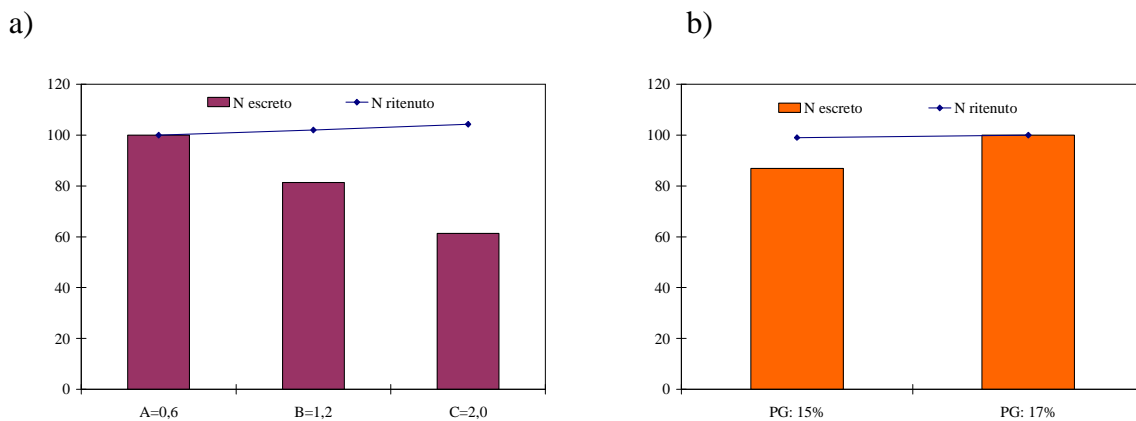 a)
b)
N escreto
N ritenuto
120
100
80
60
40
20
0
A=0,6
B=1,2
C=2,0
N escreto
N ritenuto
120
100
80
60
40
20
0
PG: 15%
PG: 17%